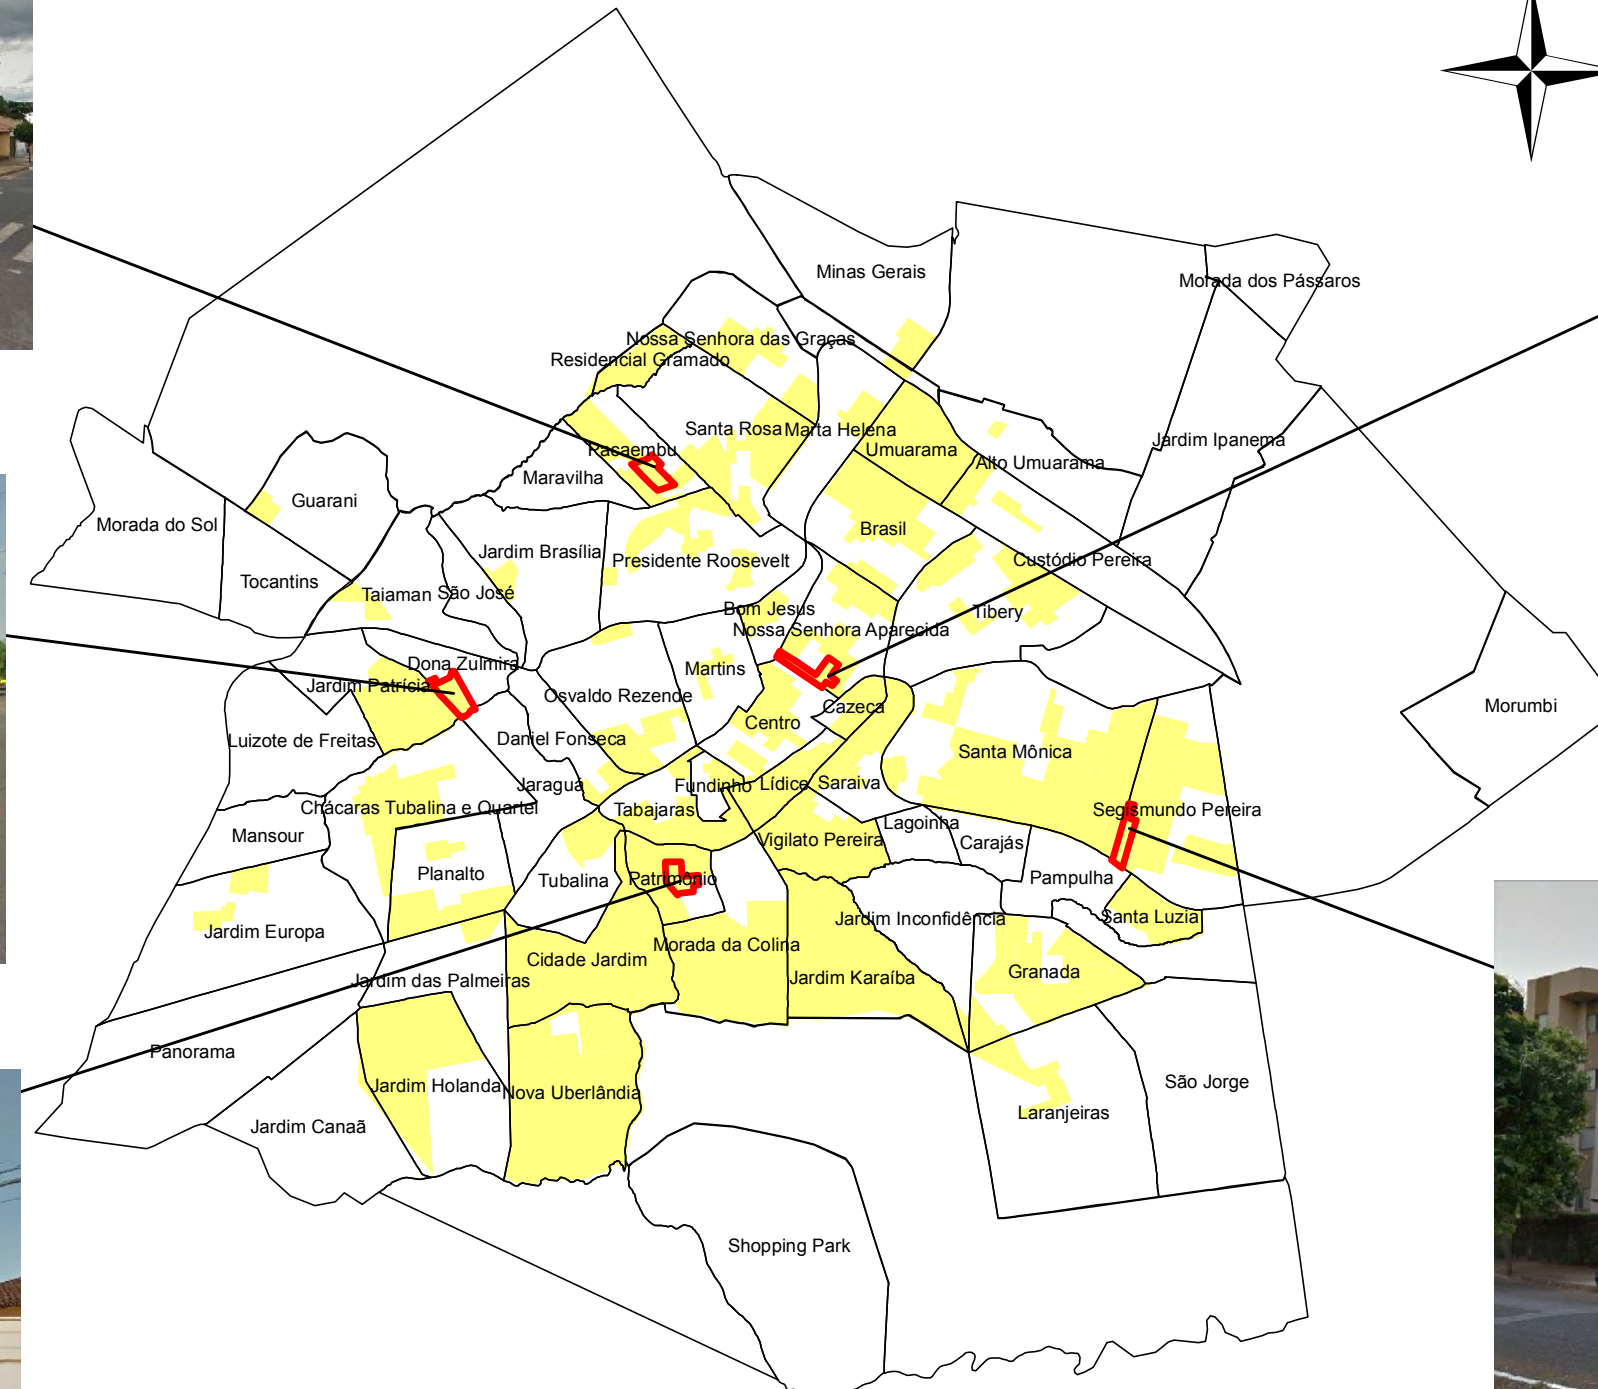 Minas Gerais
Morada dos Pássaros
Nossa Senhora das Graças
Residencial Gramado
Santa Rosa
Marta Helena
Jardim Ipanema
Pacaembu
Umuarama
Alto Umuarama
Maravilha
Guarani
Morada do Sol
Brasil
Jardim Brasília
Presidente Roosevelt
Custódio Pereira
Tocantins
Taiaman
São José
Bom Jesus
Tibery
Nossa Senhora Aparecida
Dona Zulmira
Martins
Jardim Patrícia
Osvaldo Rezende
Cazeca
Morumbi
Centro
Luizote de Freitas
Daniel Fonseca
Santa Mônica
Jaraguá
Fundinho
Lídice
Saraiva
Chácaras Tubalina e Quartel
Tabajaras
Segismundo Pereira
Lagoinha
Mansour
Vigilato Pereira
Carajás
Planalto
Tubalina
Patrimônio
Pampulha
Jardim Inconfidência
Santa Luzia
Jardim Europa
Morada da Colina
Cidade Jardim
Granada
Jardim das Palmeiras
Jardim Karaíba
Panorama
São Jorge
Jardim Holanda
Nova Uberlândia
Laranjeiras
Jardim Canaã
Shopping Park